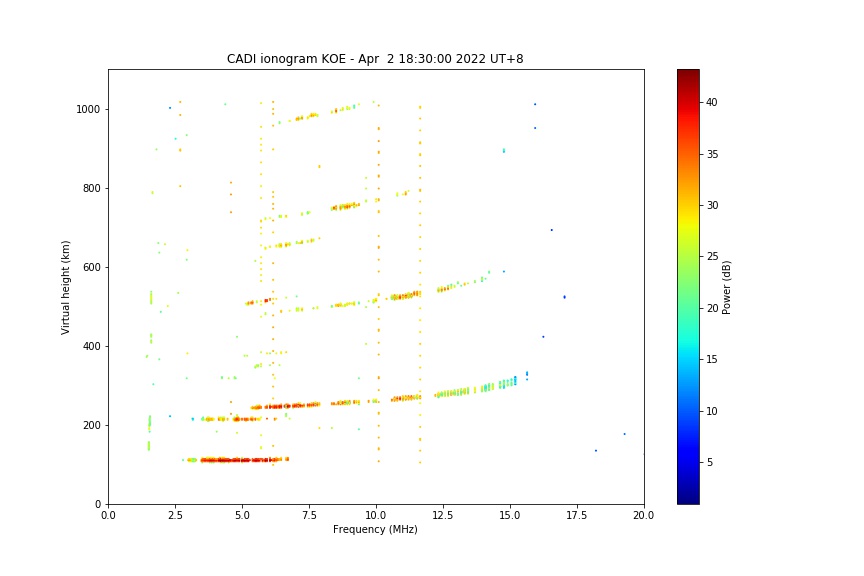 CADI ionogram KOE - Apr  2 18:30:00 2022 UT+8
Virtual height (km)
1000
800
600
400
200
0
0.0 2.5 5.0 7.5 10.0 12.5 15.0 17.5 20.0
Frequency (MHz)
40
35
30
25
20
15
10
5
Power (dB)